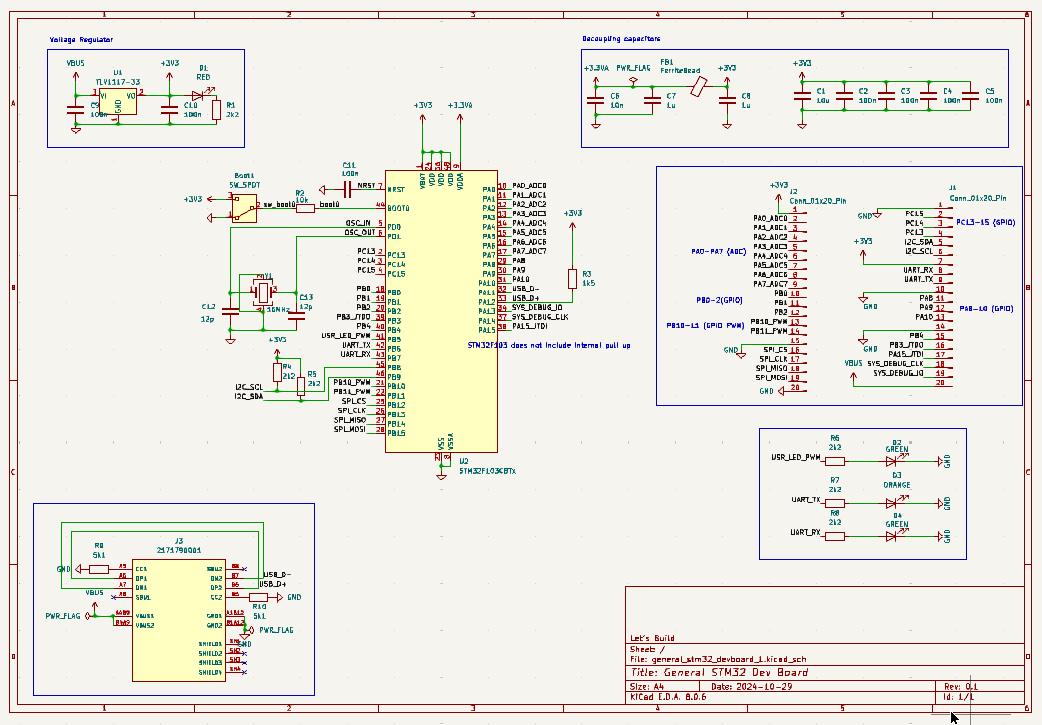 1 2 3 4 5 6
Voltage Regulator
VBUS
U1
TLV1117-33
+3V3
D1
RED
VI VO
GND
C9
100n
C10
100n
R1
2k2
Decoupling capacitors
+3.3VA
PWR_FLAG
FB1
FerriteBead
+3V3
C6
10n
C7
1u
C8
1u
+3V3
C1
10u
C2
100n
C3
100n
C4
100n
C5
100n
+3V3
+3.3VA
Boot1
SW_SPDT
+3V3
sw_boot0
R2
10k
boot0
C11
100n
NRST
OSC_IN
OSC_OUT
PC13
PC14
PC15
PB0
PB1
PB2
PB3_JTDO
PB4
USR_LED_PWM
UART_TX
UART_RX
PB10_PWM
PB11_PWM
SPI_CS
SPI_CLK
SPI_MISO
SPI_MOSI
Y1
16MHz
C12
12p
C13
12p
+3V3
R4
2k2
R5
2k2
I2C_SCL
I2C_SDA
VBAT VDD VDD VDD VDDA
NRST
BOOT0
PD0
PD1
PC13
PC14
PC15
PB0
PB1
PB2
PB3
PB4
PB5
PB6
PB7
PB8
PB9
PB10
PB11
PB12
PB13
PB14
PB15
PA0
PA1
PA2
PA3
PA4
PA5
PA6
PA7
PA8
PA9
PA10
PA11
PA12
PA13
PA14
PA15
VSS VSSA
PA0_ADC0
PA1_ADC1
PA2_ADC2
PA3_ADC3
PA4_ADC4
PA5_ADC5
PA6_ADC6
PA7_ADC7
PA8
PA9
PA10
USB_D-
USB_D+
SYS_DEBUG_IO
SYS_DEBUG_CLK
PA15_JTDI
+3V3
R3
1k5
STM32F103 does not include internal pull up
U2
STM32F103CBTx
+3V3
J2
Conn_01x20_Pin
PA0_ADC0
PA1_ADC1
PA2_ADC2
PA3_ADC3
PA4_ADC4
PA5_ADC5
PA6_ADC6
PA7_ADC7
PB0
PB1
PB2
PB10_PWM
PB11_PWM
GND
SPI_CS
SPI_CLK
SPI_MISO
SPI_MOSI
GND
PA0-PA7 (ADC)
PB0-2(GPIO)
PB10-11 (GPIO PWM)
J1
Conn_01x20_Pin
GND
PC15
PC14
PC13
I2C_SDA
I2C_SCL
+3V3
UART_RX
UART_TX
GND
PA8
PA9
PA10
GND
PB4
PB3_JTDO
PA15_JTDI
SYS_DEBUG_CLK
SYS_DEBUG_IO
VBUS
PC13-15 (GPIO)
PA8-10 (GPIO)
R6
2k2
D2
GREEN
USR_LED_PWM
GND
R7
2k2
D3
ORANGE
UART_TX
GND
R8
2k2
D4
GREEN
UART_RX
GND
J3
2171790001
R9
5k1
GND
VBUS
PWR_FLAG
CC1
DP1
DN1
SBU1
VBUS1
VBUS2
SBU2
DN2
DP2
CC2
GND1
GND2
SHIELD1
SHIELD2
SHIELD3
SHIELD4
USB_D-
USB_D+
R10
5k1
GND
PWR_FLAG
GND
Let's Build
Sheet: /
File: general_stm32_devboard_1.kicad_sch
Title: General STM32 Dev Board
Size: A4 Date: 2024-10-29 Rev: 0.1
KiCad E.D.A. 8.0.6 Id: 1/1
1 2 3 4 5 6